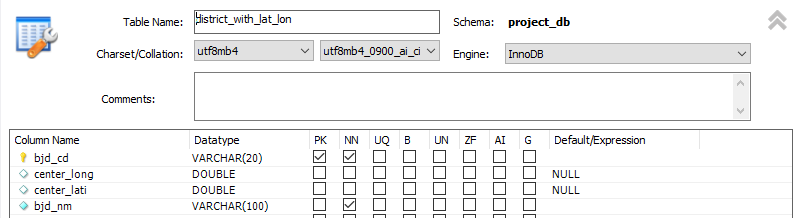 Table Name: district_with_lat_lon Schema: project_db
Charset/Collation: utf8mb4 utf8mb4_0900_ai_ci Engine: InnoDB
Comments:
Column Name Datatype PK NN UQ B UN ZF AI G Default/Expression
bjd_cd VARCHAR(20)
center_long DOUBLE NULL
center_lati DOUBLE NULL
bjd_nm VARCHAR(100)